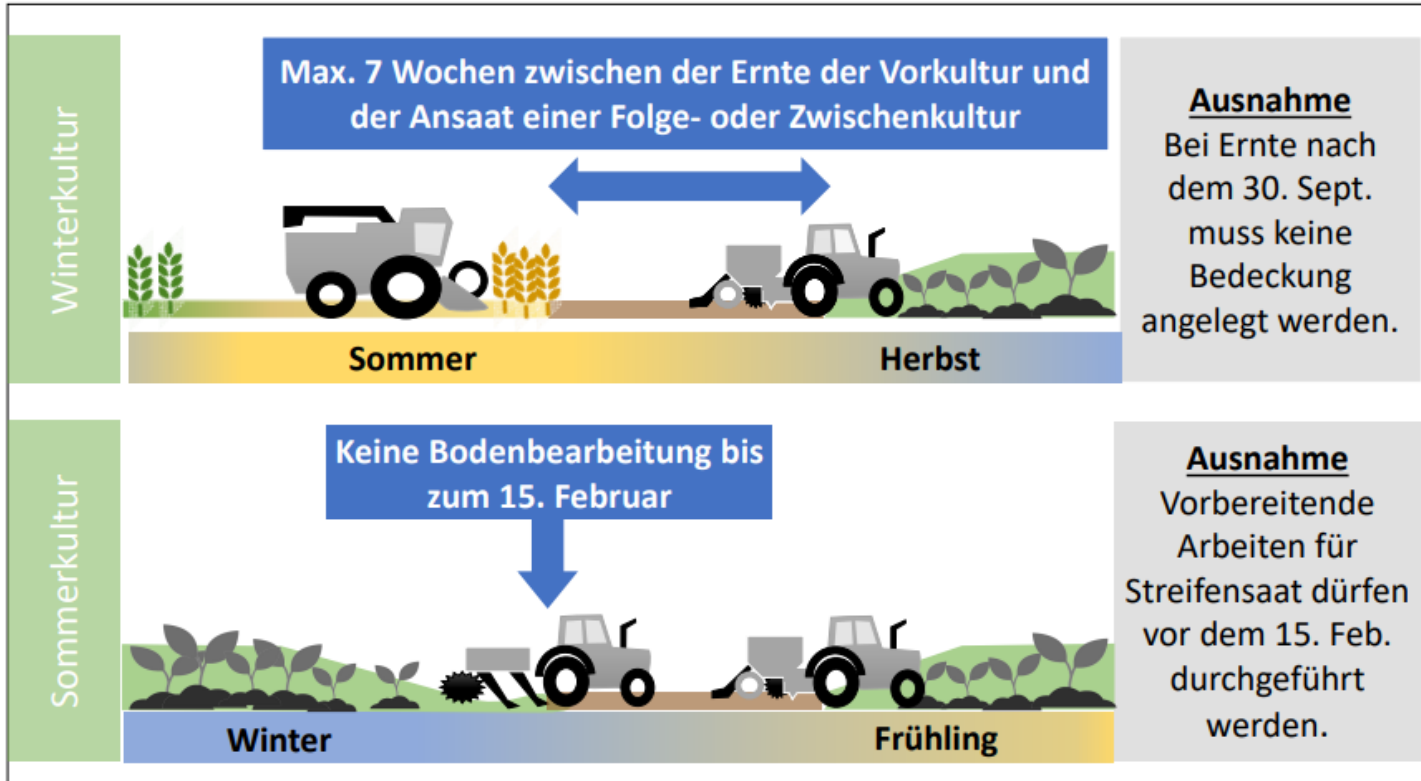 Winterkultur
Max. 7 Wochen zwischen der Ernte der Vorkultur und
der Ansaat einer Folge- oder Zwischenkultur
Sommer
Herbst
Ausnahme
Bei Ernte nach
dem 30. Sept.
muss keine
Bedeckung
angelegt werden.
Sommerkultur
Keine Bodenbearbeitung bis
zum 15. Februar
Winter
Frühling
Ausnahme
Vorbereitende
Arbeiten für
Streifensaat dürfen
vor dem 15. Feb.
durchgeführt
werden.